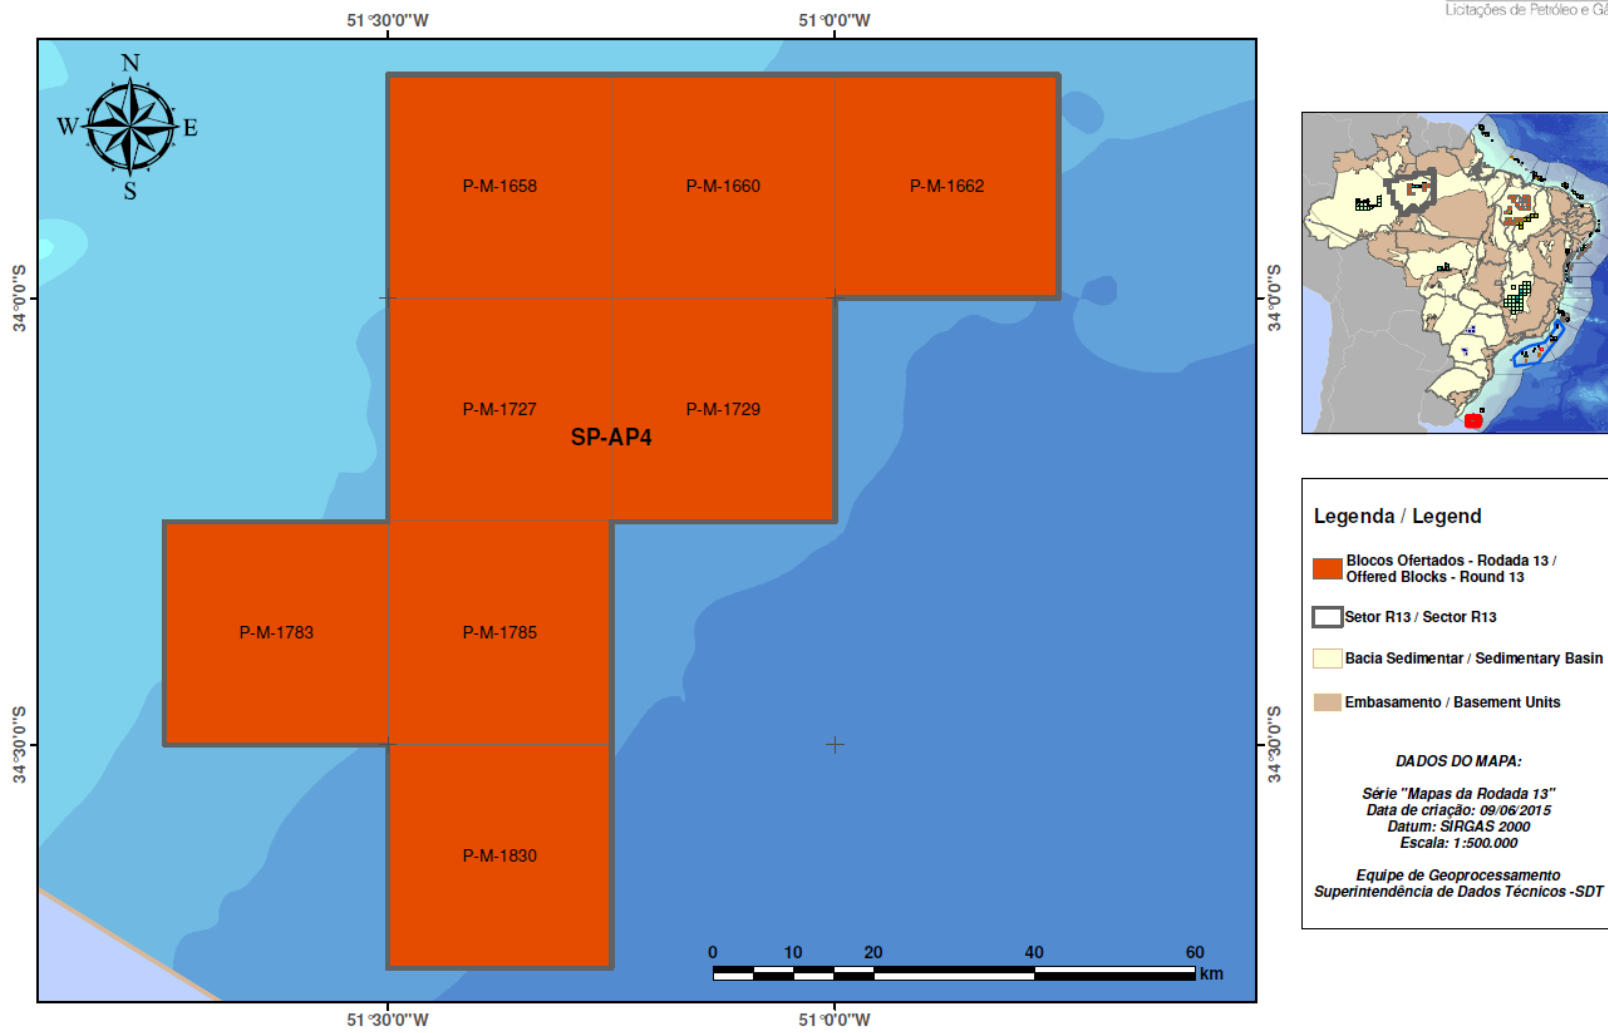 Licitações de Petróleo e Gá
51°30'0"W
51°0'0"W
N
W
E
S
P-M-1658
P-M-1660
P-M-1662
34°0'0"S
34°0'0"S
P-M-1727
P-M-1729
SP-AP4
P-M-1783
P-M-1785
34°30'0"S
34°30'0"S
P-M-1830
0
10
20
40
60
km
51°30'0"W
51°0'0"W
Legenda / Legend
Blocos Ofertados - Rodada 13 /
Offered Blocks - Round 13
Setor R13 / Sector R13
Bacia Sedimentar / Sedimentary Basin
Embasamento / Basement Units
DADOS DO MAPA:
Série "Mapas da Rodada 13"
Data de criação: 09/06/2015
Datum: SIRGAS 2000
Escala: 1:500.000
Equipe de Geoprocessamento
Superintendência de Dados Técnicos -SDT